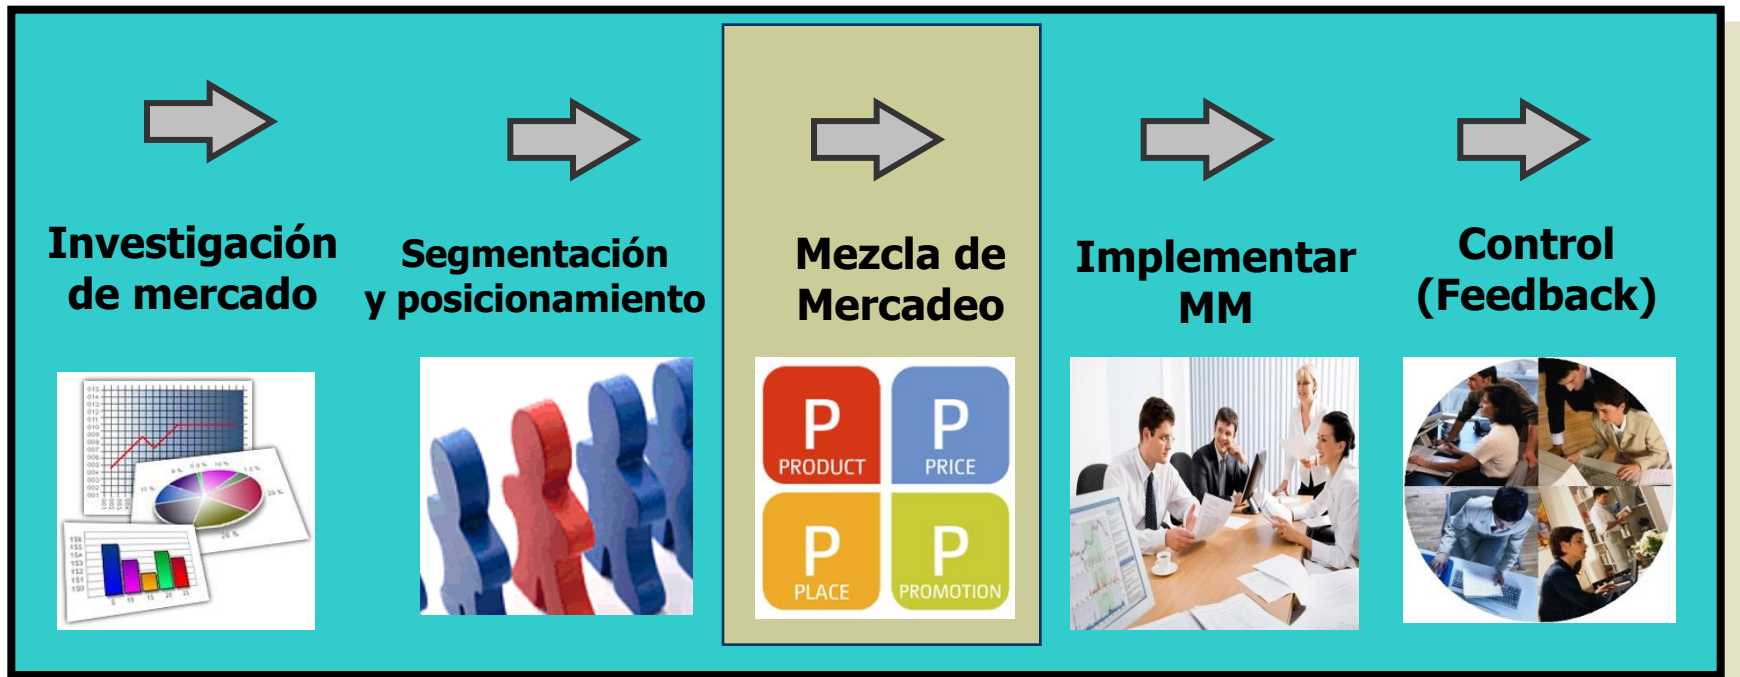 Investigación
de mercado
Segmentación
y posicionamiento
Mezcla de
Mercadeo
Implementar
MM
Control
(Feedback)
P
PRODUCT
P
PRICE
P
PLACE
P
PROMOTION